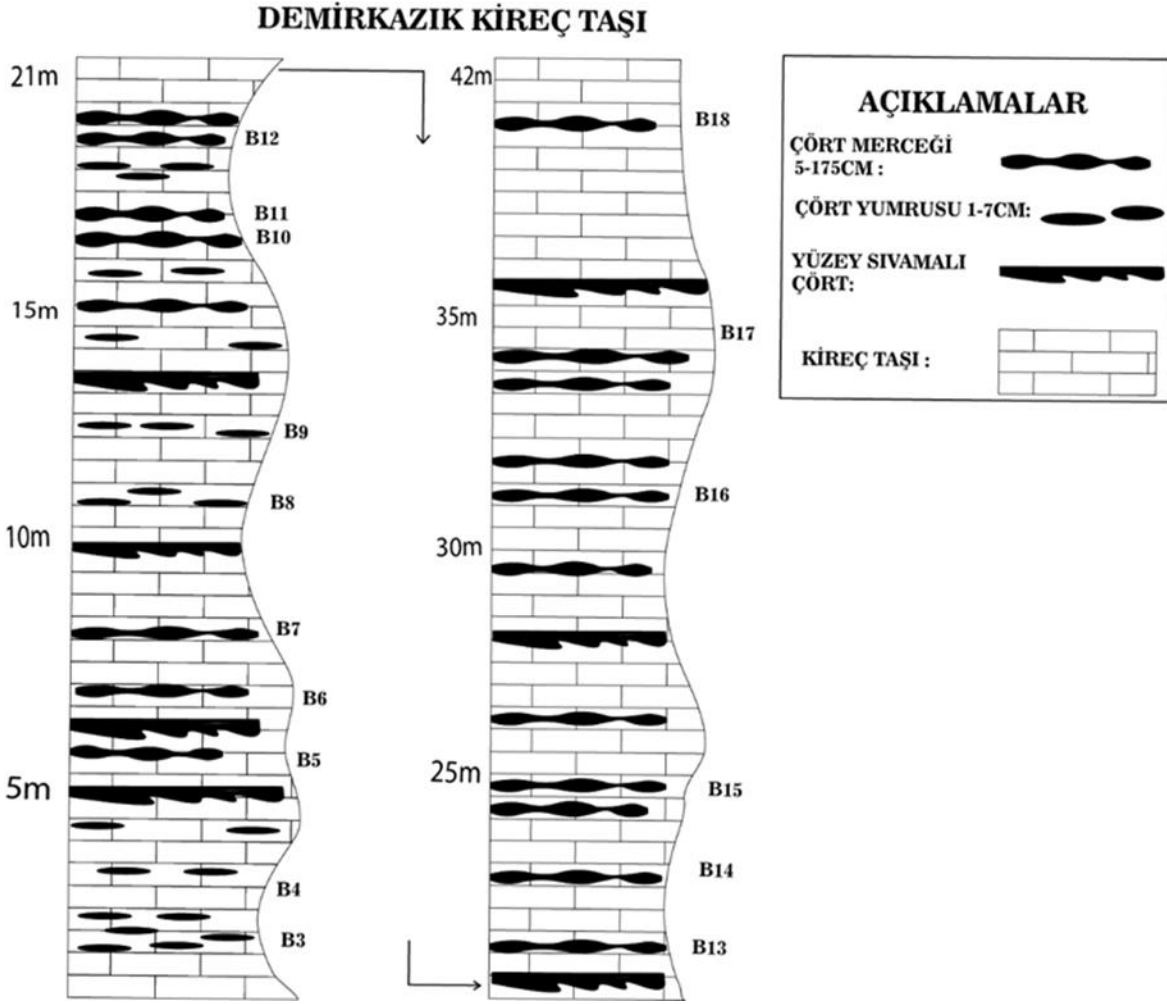 DEMİRKAZIK KİREÇ TAŞI
21m
B12
B11
B10
15m
B9
B8
10m
B7
B6
B5
5m
B4
B3
42m
B18
35m
B17
B16
30m
25m
B15
B14
B13
AÇIKLAMALAR
ÇÖRT MERCEĞİ
5-175CM :
ÇÖRT YUMRUSU 1-7CM:
YÜZEY SIVAMALI
ÇÖRT:
KİREÇ TAŞI :